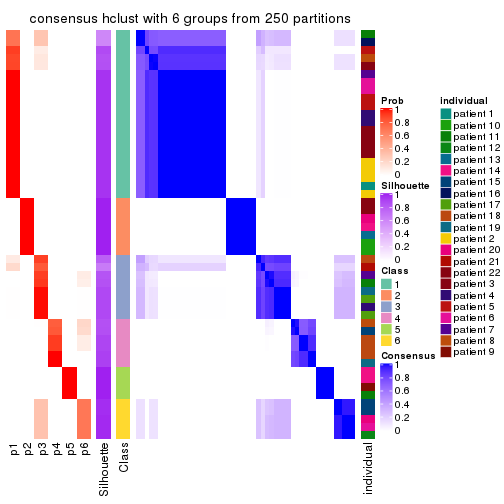 consensus hclust with 6 groups from 250 partitions
Prob
1
0.8
0.6
0.4
0.2
0
Silhouette
1
0.8
0.6
0.4
0.2
0
Class
1
2
3
4
5
6
Consensus
1
0.8
0.6
0.4
0.2
0
individual
patient 1
patient 10
patient 11
patient 12
patient 13
patient 14
patient 15
patient 16
patient 17
patient 18
patient 19
patient 2
patient 20
patient 21
patient 22
patient 3
patient 4
patient 5
patient 6
patient 7
patient 8
patient 9
p1
p2
p3
p4
p5
p6
Silhouette
Class
individual